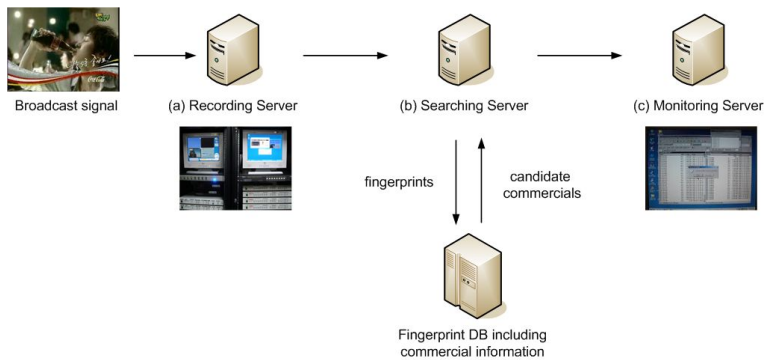 Broadcast signal
(a) Recording Server
(b) Searching Server
(c) Monitoring Server
fingerprints
candidate
commercials
Fingerprint DB including
commercial information